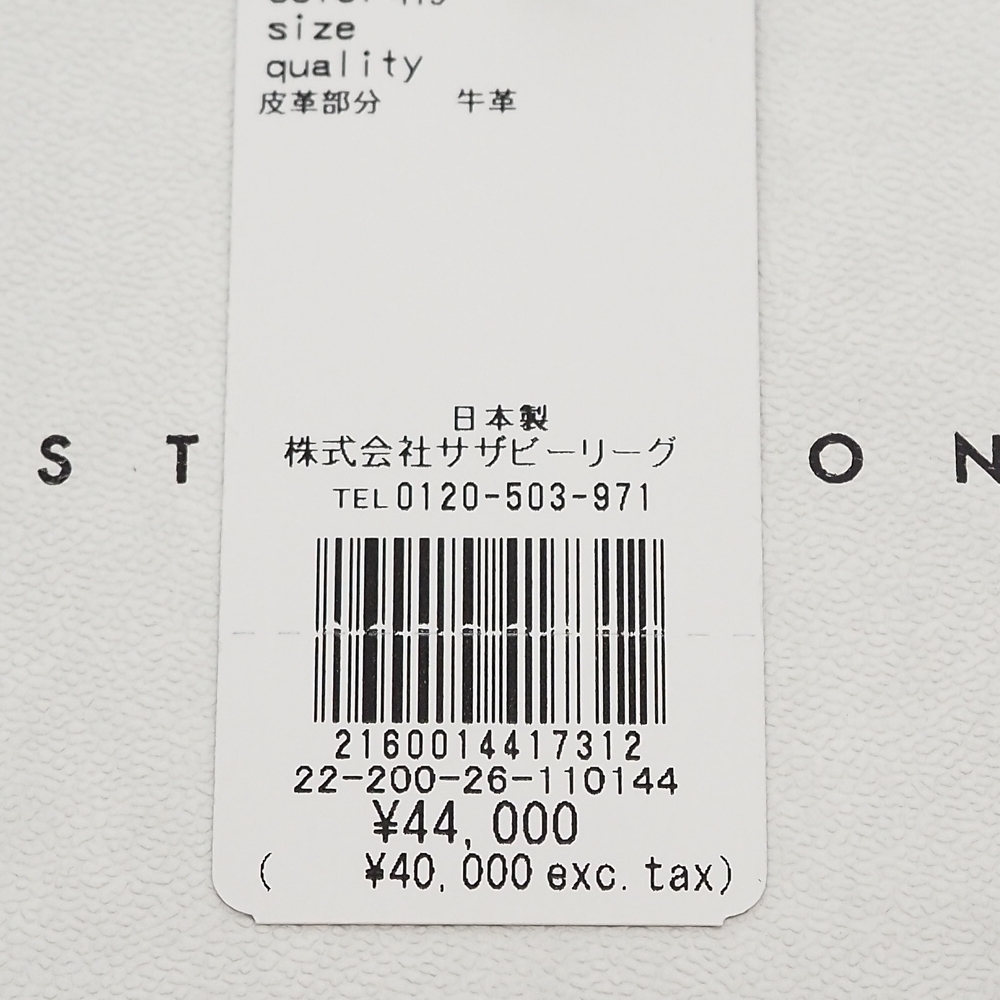 size
quality
皮革部分 牛革
日本製
株式会社サザビーリーグ
TEL 0120-503-971
S T O N
2160014417312
22-200-26-110144
¥44,000
( ¥40,000 exc. tax)